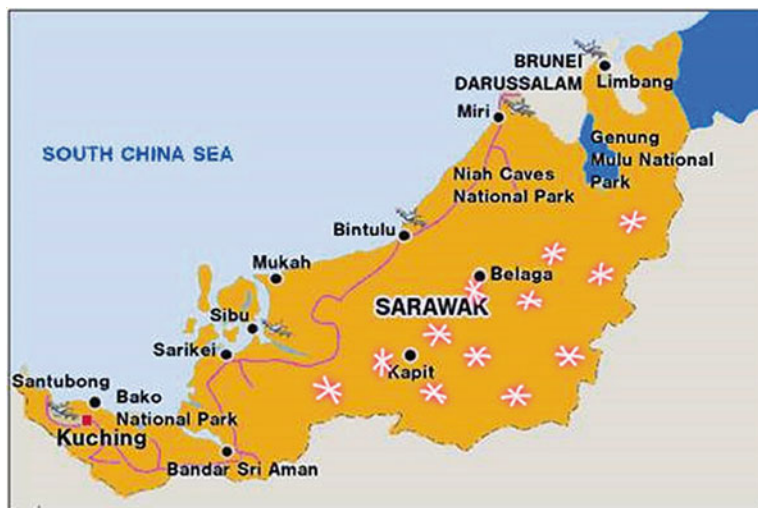 BRUNEI
DARUSSALAM
Limbang
Miri
Genung
Mulu National
Park
SOUTH CHINA SEA
Niah Caves
National Park
Bintulu
Mukah
Belaga
SARAWAK
Sibu
Sarikei
Kapit
Santubong
Bako
National Park
Kuching
Bandar Sri Aman